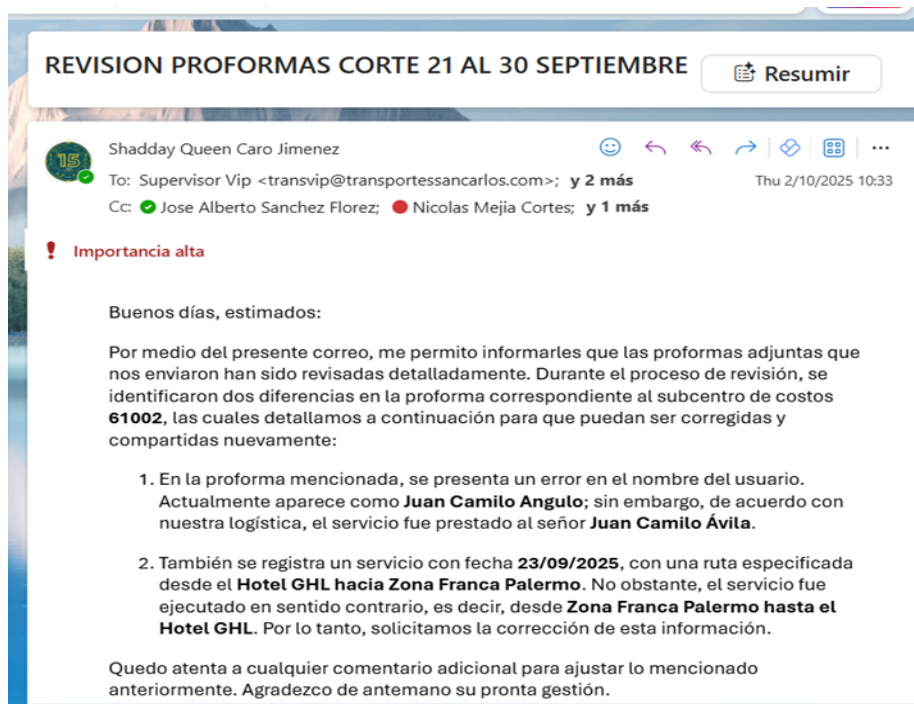 REVISION PROFORMAS CORTE 21 AL 30 SEPTIEMBRE
Resumir
15
Shadday Queen Caro Jimenez
To: Supervisor Vip <transvip@transportessancarlos.com>; y 2 más
Thu 2/10/2025 10:33
Cc: Jose Alberto Sanchez Florez; Nicolas Mejia Cortes; y 1 más
Importancia alta
Buenos días, estimados:
Por medio del presente correo, me permito informarles que las proformas adjuntas que
nos enviaron han sido revisadas detalladamente. Durante el proceso de revisión, se
identificaron dos diferencias en la proforma correspondiente al subcentro de costos
61002, las cuales detallamos a continuación para que puedan ser corregidas y
compartidas nuevamente:
1. En la proforma mencionada, se presenta un error en el nombre del usuario.
Actualmente aparece como Juan Camilo Angulo; sin embargo, de acuerdo con
nuestra logística, el servicio fue prestado al señor Juan Camilo Ávila.
2. También se registra un servicio con fecha 23/09/2025, con una ruta especificada
desde el Hotel GHL hacia Zona Franca Palermo. No obstante, el servicio fue
ejecutado en sentido contrario, es decir, desde Zona Franca Palermo hasta el
Hotel GHL. Por lo tanto, solicitamos la corrección de esta información.
Quedo atenta a cualquier comentario adicional para ajustar lo mencionado
anteriormente. Agradezco de antemano su pronta gestión.